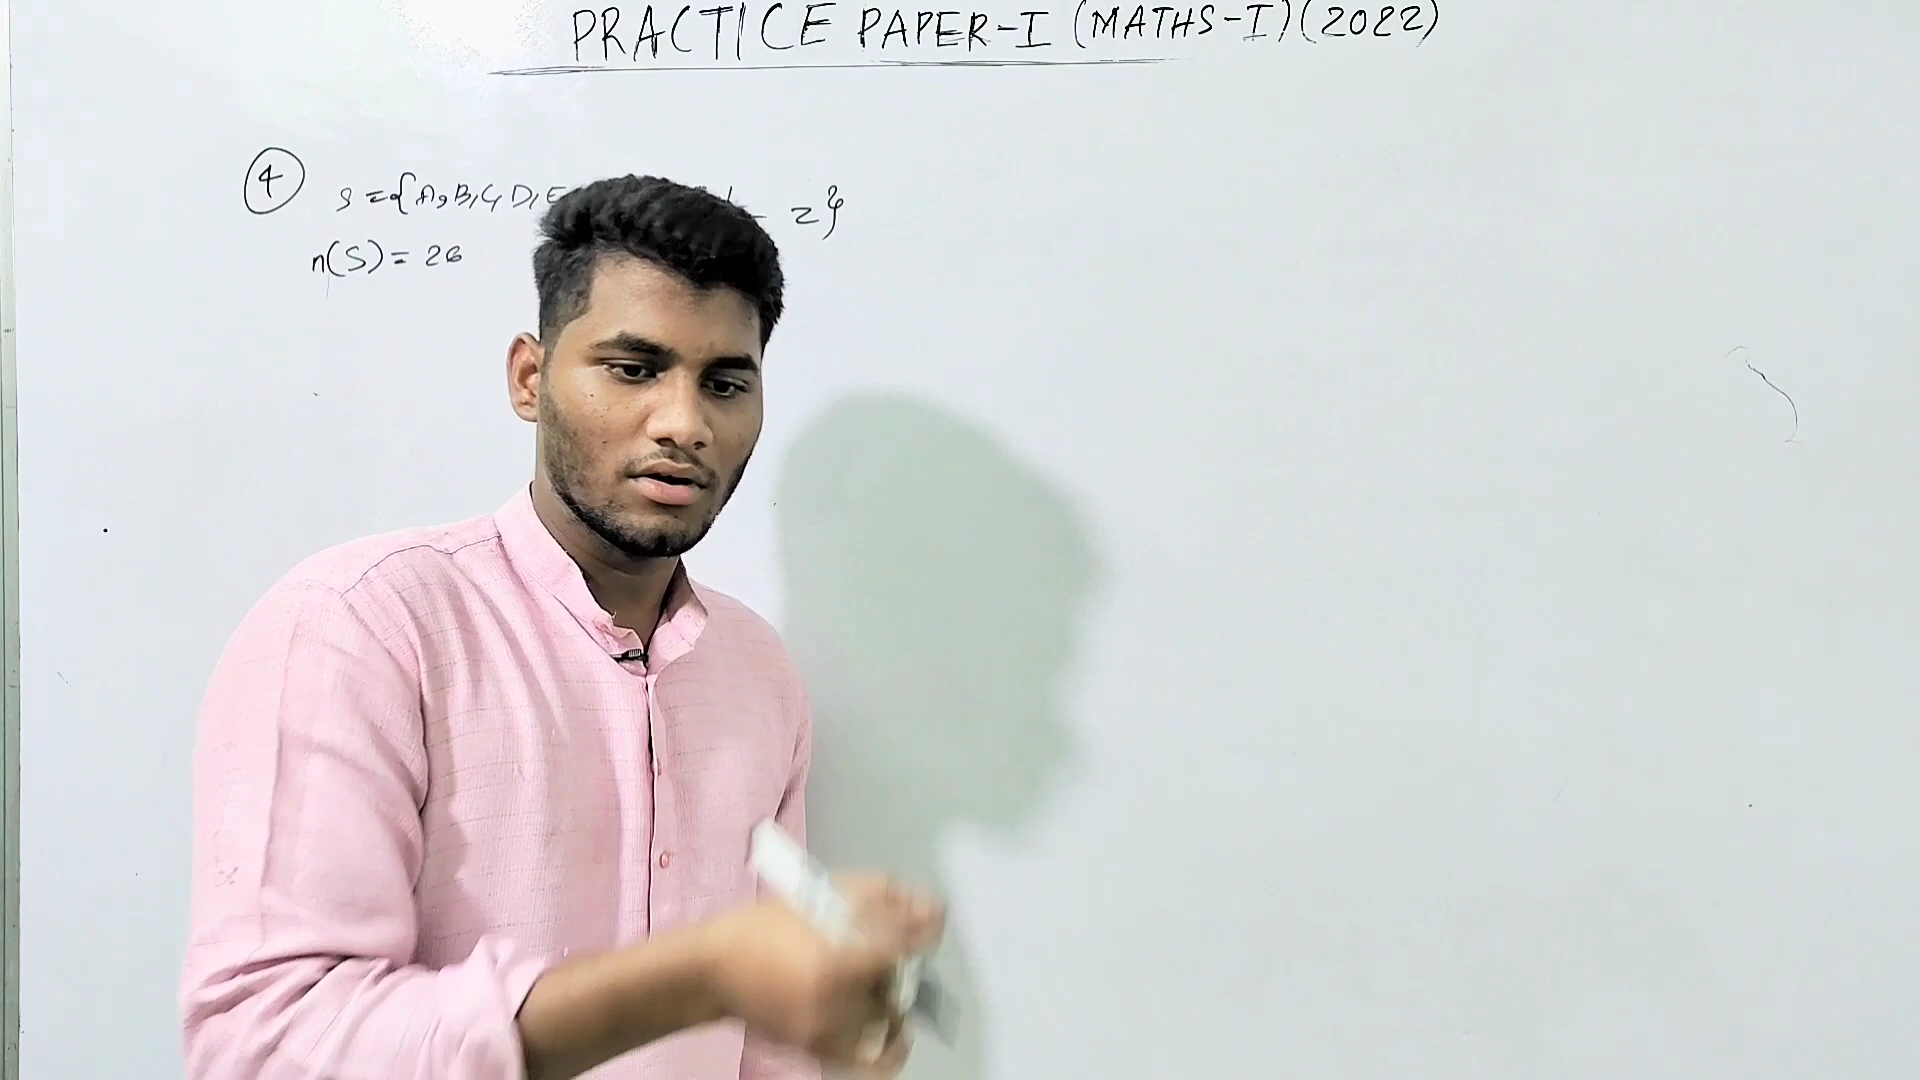 PRACTICE PAPER-I (MATHS-I) (2022)
4
S = {A, B, C, D, E z}
n(S) = 26